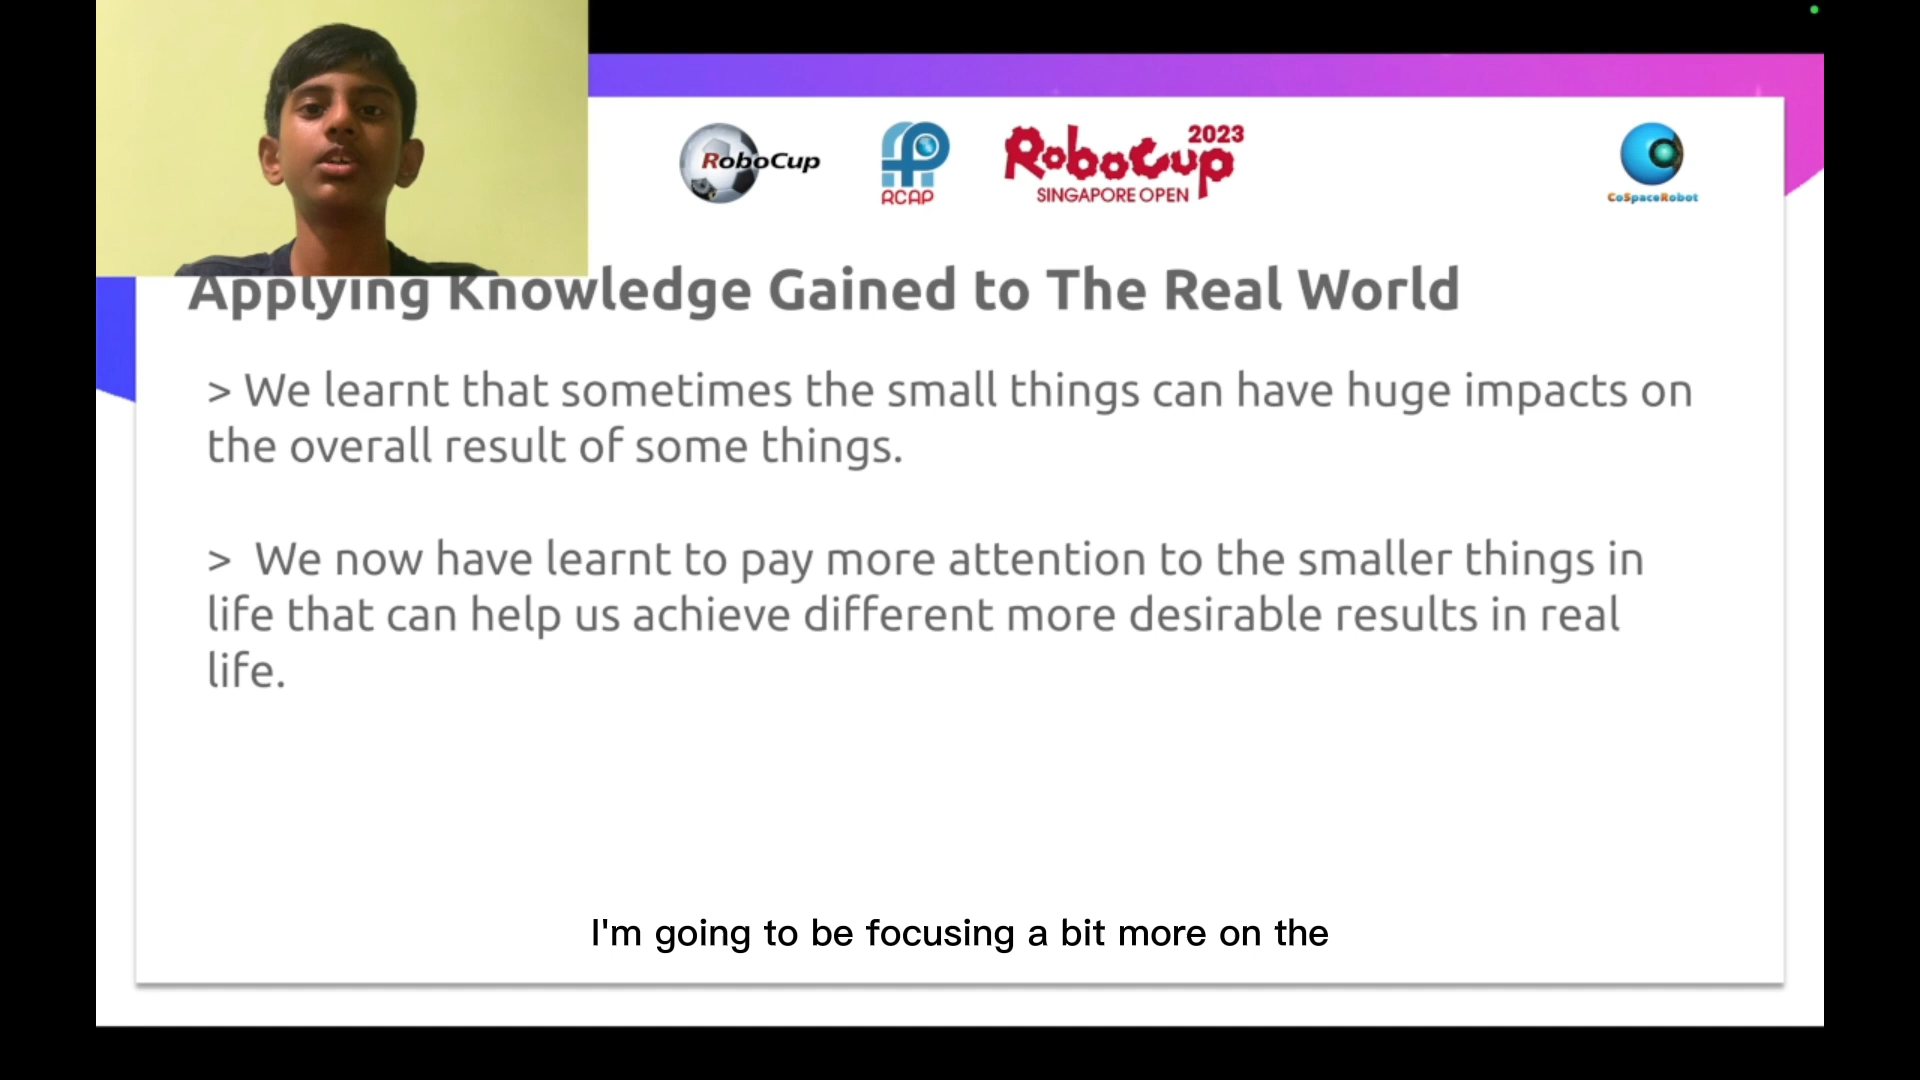 RoboCup
RCAP
RoboCup 2023
SINGAPORE OPEN
CoSpaceRobot
Applying Knowledge Gained to The Real World
> We learnt that sometimes the small things can have huge impacts on
the overall result of some things.
> We now have learnt to pay more attention to the smaller things in
life that can help us achieve different more desirable results in real
life.
I'm going to be focusing a bit more on the